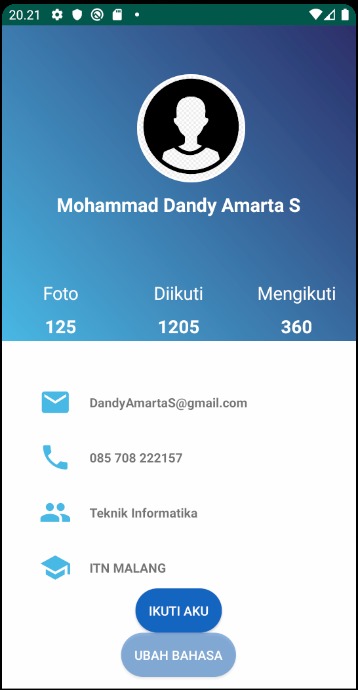 20.21
Mohammad Dandy Amarta S
Foto Diikuti Mengikuti
125 1205 360
DandyAmartaS@gmail.com
085 708 222157
Teknik Informatika
ITN MALANG
IKUTI AKU
UBAH BAHASA